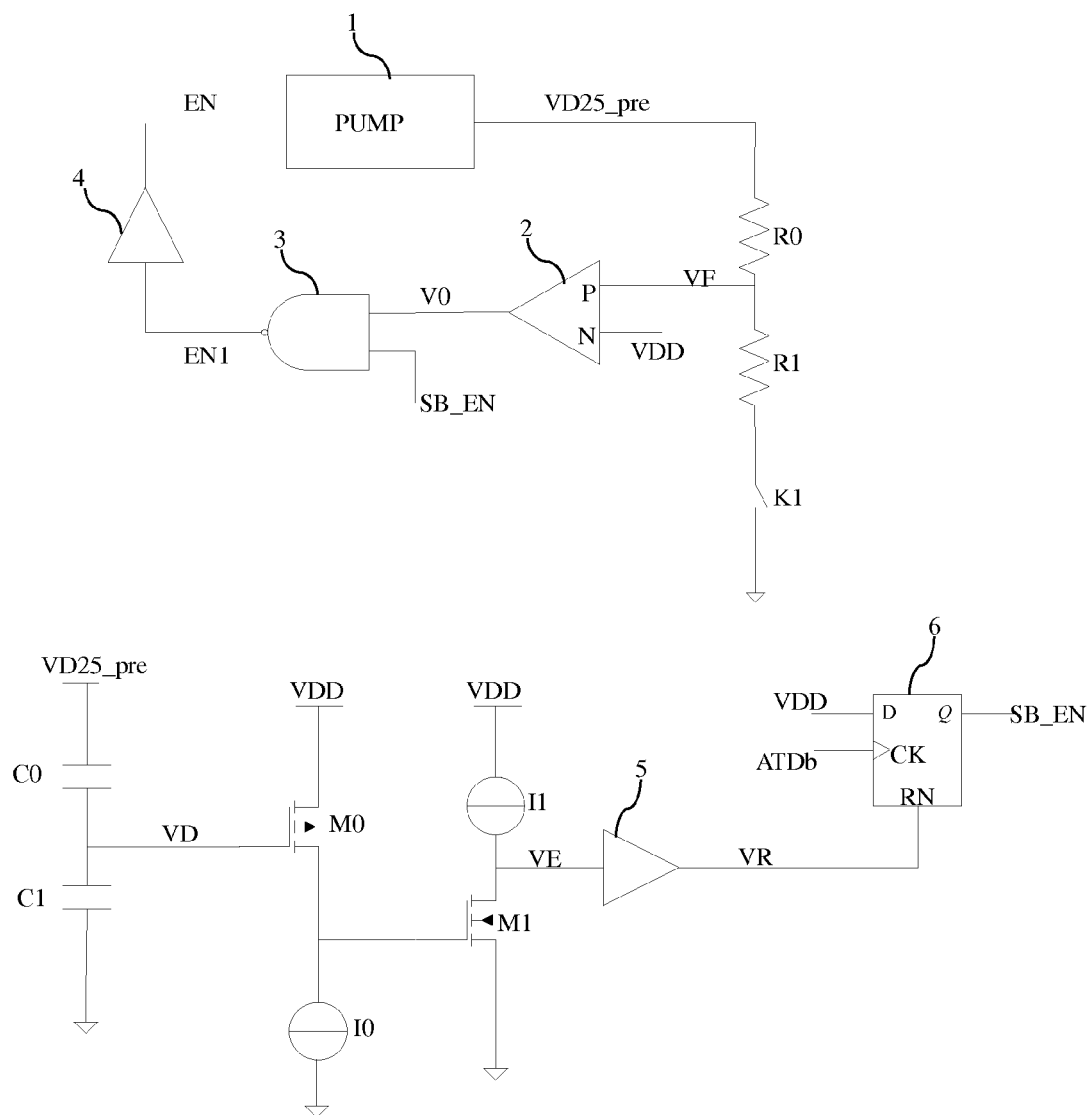 1
EN
PUMP
VD25_pre
4
R0
3
2
V0
P
VF
N
VDD
R1
EN1
SB_EN
K1
6
VD25_pre
VDD
VDD
VDD
D
Q
SB_EN
ATDb
CK
C0
I1
5
RN
M0
VD
VE
VR
C1
M1
I0